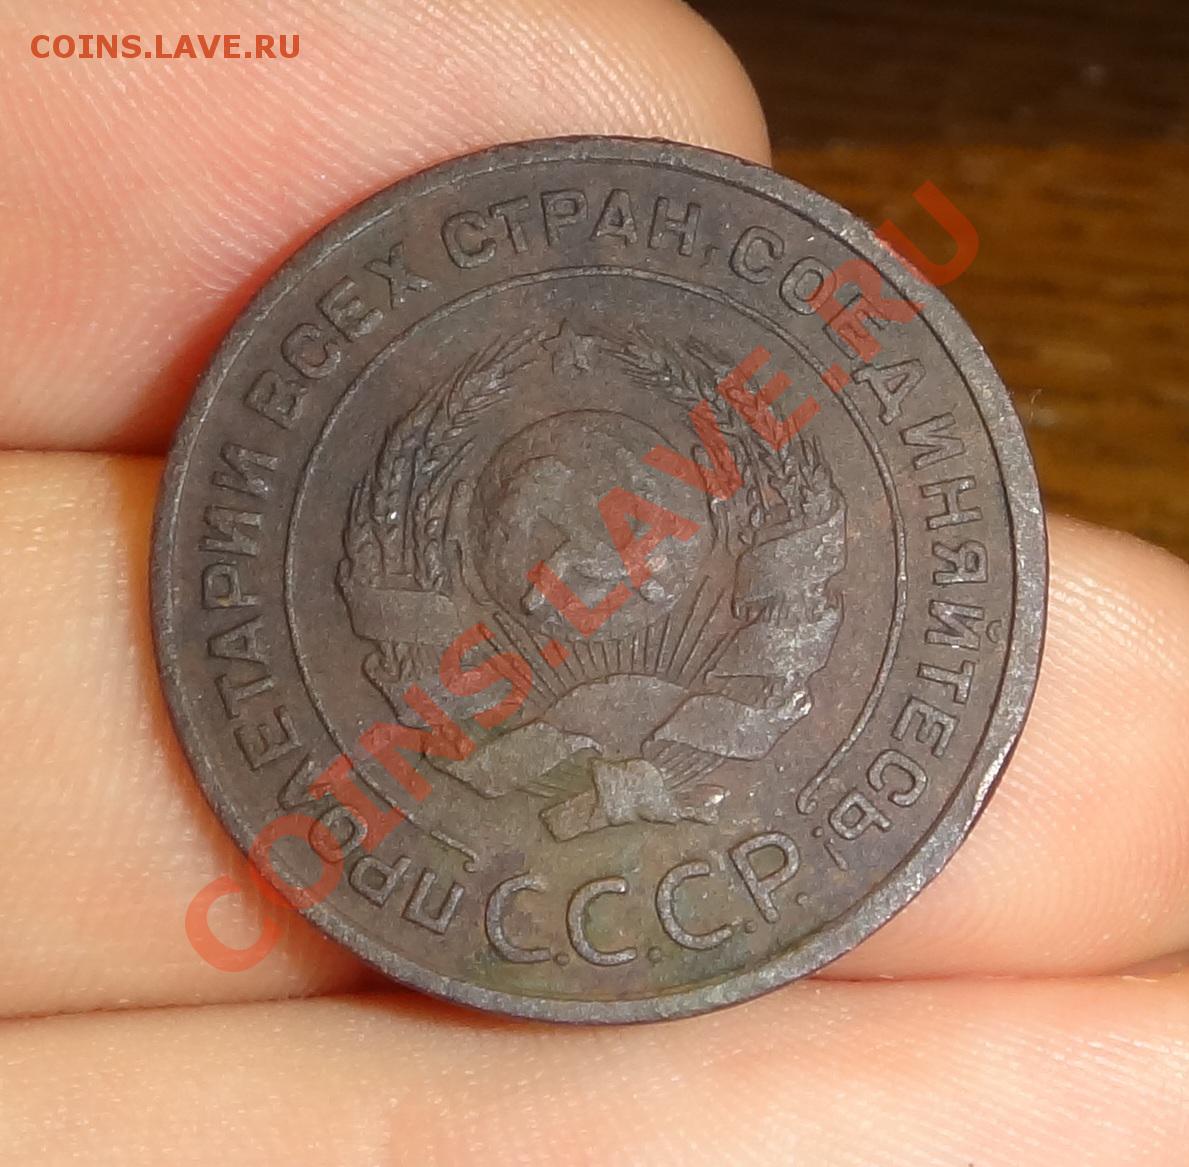 COINS.LAVE.RU
ПРОЛЕТАРИИ ВСЕХ СТРАН, СОЕДИНЯЙТЕСЬ!
С.С.С.Р.
COINS.LAVE.RU